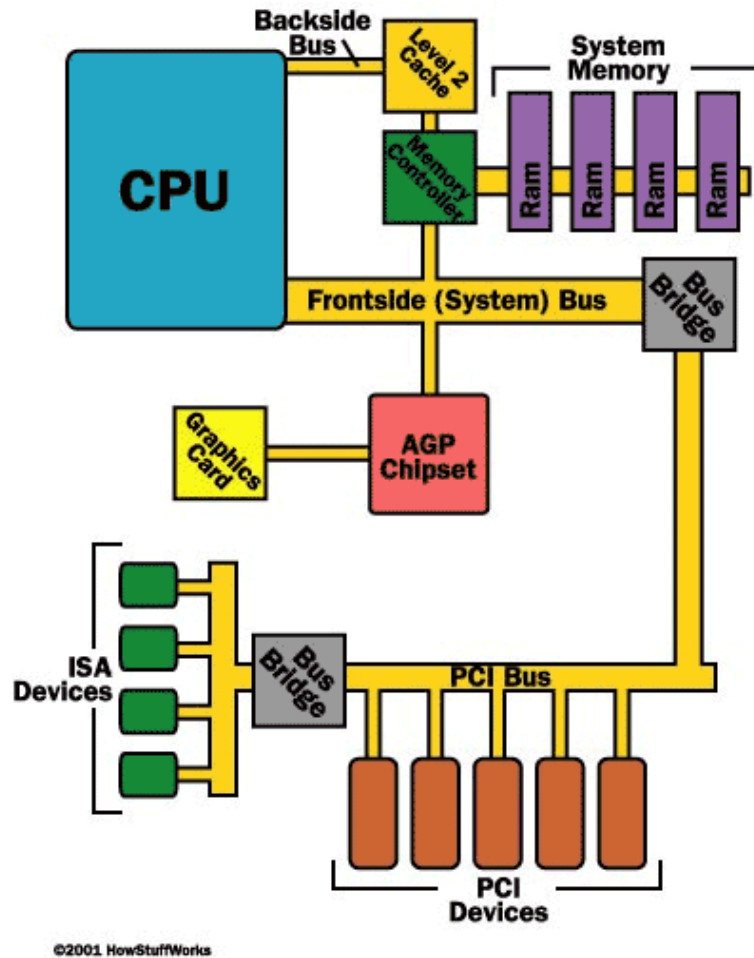 Backside
Bus
Level 2
Cache
System
Memory
CPU
Memory
Controller
Ram
Ram
Ram
Ram
Frontside (System) Bus
Bus
Bridge
Graphics
Card
AGP
Chipset
ISA
Devices
Bus
Bridge
PCI Bus
PCI
Devices
©2001 HowStuffWorks